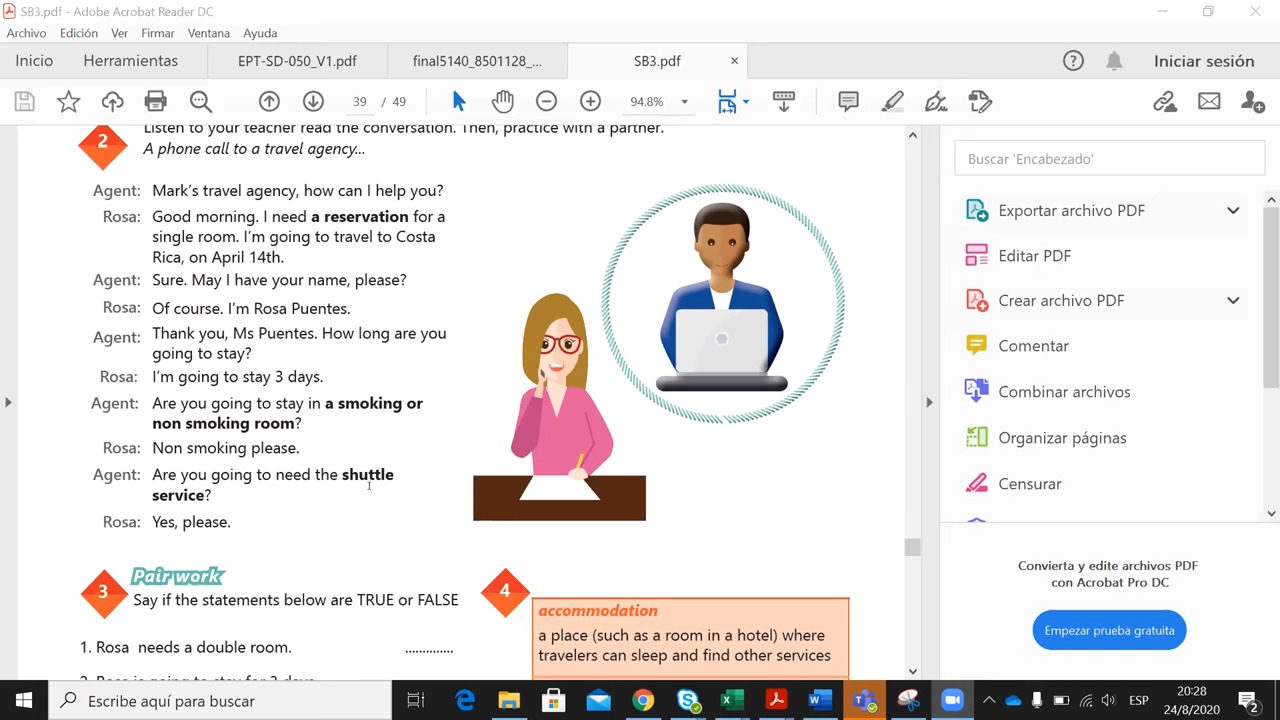 SB3.pdf - Adobe Acrobat Reader DC
Archivo Edición Ver Firmar Ventana Ayuda
Inicio Herramientas EPT-SD-050_V1.pdf final5140_8501128_... SB3.pdf × Iniciar sesión
39 / 49 94.8%
2 Listen to your teacher read the conversation. Then, practice with a partner.
A phone call to a travel agency...
Agent: Mark's travel agency, how can I help you?
Rosa: Good morning. I need a reservation for a
single room. I'm going to travel to Costa
Rica, on April 14th.
Agent: Sure. May I have your name, please?
Rosa: Of course. I'm Rosa Puentes.
Agent: Thank you, Ms Puentes. How long are you
going to stay?
Rosa: I'm going to stay 3 days.
Agent: Are you going to stay in a smoking or
non smoking room?
Rosa: Non smoking please.
Agent: Are you going to need the shuttle
service?
Rosa: Yes, please.
3 Pair work
Say if the statements below are TRUE or FALSE
1. Rosa needs a double room. .............
2. Rosa is going to stay for 3 days.
4
accommodation
a place (such as a room in a hotel) where
travelers can sleep and find other services
Buscar 'Encabezado'
Exportar archivo PDF
Editar PDF
Crear archivo PDF
Comentar
Combinar archivos
Organizar páginas
Censurar
Convierta y edite archivos PDF
con Acrobat Pro DC
Empezar prueba gratuita
Escribe aquí para buscar
ESP
20:28
24/8/2020
2